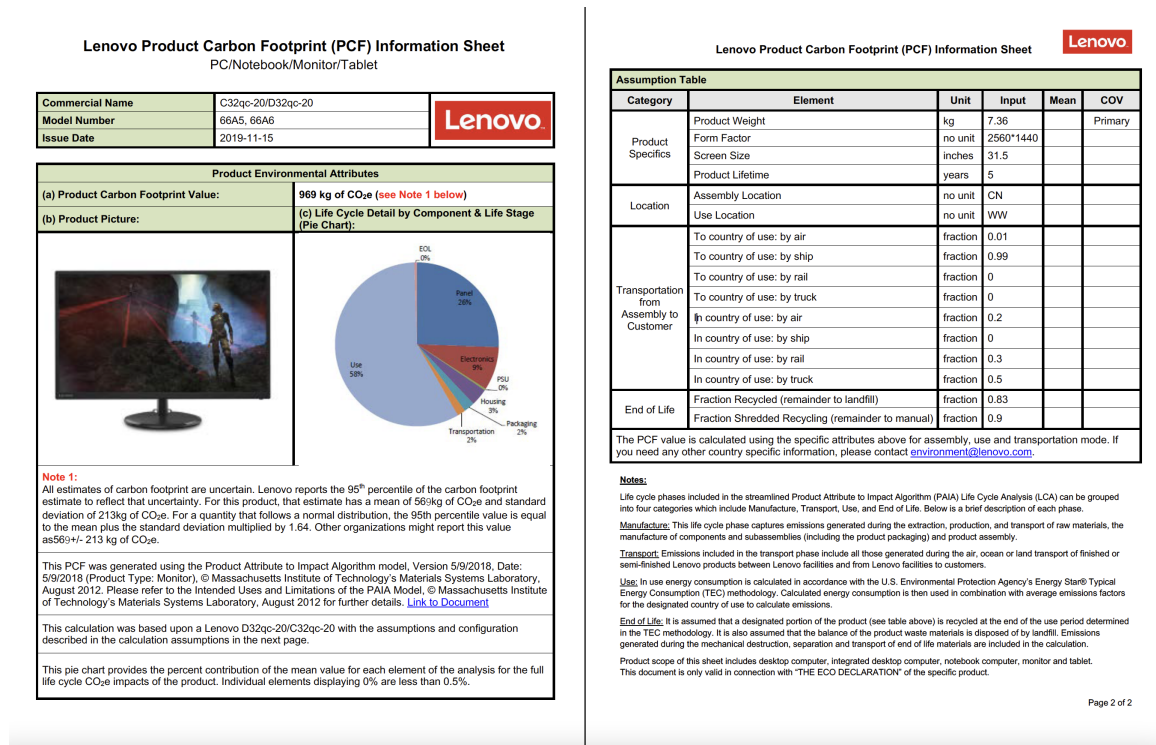 Lenovo Product Carbon Footprint (PCF) Information Sheet
PC/Notebook/Monitor/Tablet
Commercial Name C32qc-20/D32qc-20
Model Number 66A5, 66A6
Issue Date 2019-11-15
Lenovo
Product Environmental Attributes
(a) Product Carbon Footprint Value: 969 kg of CO₂e (see Note 1 below)
(b) Product Picture: (c) Life Cycle Detail by Component & Life Stage
(Pie Chart):
EOL
0%
Panel
26%
Electronics
9%
PSU
0%
Housing
3%
Packaging
2%
Transportation
2%
Use
58%
Note 1:
All estimates of carbon footprint are uncertain. Lenovo reports the 95th percentile of the carbon footprint
estimate to reflect that uncertainty. For this product, that estimate has a mean of 569kg of CO₂e and standard
deviation of 213kg of CO₂e. For a quantity that follows a normal distribution, the 95th percentile value is equal
to the mean plus the standard deviation multiplied by 1.64. Other organizations might report this value
as569+/- 213 kg of CO₂e.
This PCF was generated using the Product Attribute to Impact Algorithm model, Version 5/9/2018, Date:
5/9/2018 (Product Type: Monitor), © Massachusetts Institute of Technology's Materials Systems Laboratory,
August 2012. Please refer to the Intended Uses and Limitations of the PAIA Model, © Massachusetts Institute
of Technology's Materials Systems Laboratory, August 2012 for further details. Link to Document
This calculation was based upon a Lenovo D32qc-20/C32qc-20 with the assumptions and configuration
described in the calculation assumptions in the next page.
This pie chart provides the percent contribution of the mean value for each element of the analysis for the full
life cycle CO₂e impacts of the product. Individual elements displaying 0% are less than 0.5%.
Lenovo Product Carbon Footprint (PCF) Information Sheet
Lenovo
Assumption Table
Category Element Unit Input Mean COV
Product Specifics
Product Weight kg 7.36 Primary
Form Factor no unit 2560*1440
Screen Size inches 31.5
Product Lifetime years 5
Location
Assembly Location no unit CN
Use Location no unit WW
Transportation from Assembly to Customer
To country of use: by air fraction 0.01
To country of use: by ship fraction 0.99
To country of use: by rail fraction 0
To country of use: by truck fraction 0
In country of use: by air fraction 0.2
In country of use: by ship fraction 0
In country of use: by rail fraction 0.3
In country of use: by truck fraction 0.5
End of Life
Fraction Recycled (remainder to landfill) fraction 0.83
Fraction Shredded Recycling (remainder to manual) fraction 0.9
The PCF value is calculated using the specific attributes above for assembly, use and transportation mode. If
you need any other country specific information, please contact environment@lenovo.com.
Notes:
Life cycle phases included in the streamlined Product Attribute to Impact Algorithm (PAIA) Life Cycle Analysis (LCA) can be grouped
into four categories which include Manufacture, Transport, Use, and End of Life. Below is a brief description of each phase.
Manufacture: This life cycle phase captures emissions generated during the extraction, production, and transport of raw materials, the
manufacture of components and subassemblies (including the product packaging) and product assembly.
Transport: Emissions included in the transport phase include all those generated during the air, ocean or land transport of finished or
semi-finished Lenovo products between Lenovo facilities and from Lenovo facilities to customers.
Use: In use energy consumption is calculated in accordance with the U.S. Environmental Protection Agency's Energy Star® Typical
Energy Consumption (TEC) methodology. Calculated energy consumption is then used in combination with average emissions factors
for the designated country of use to calculate emissions.
End of Life: It is assumed that a designated portion of the product (see table above) is recycled at the end of the use period determined
in the TEC methodology. It is also assumed that the balance of the product waste materials is disposed of by landfill. Emissions
generated during the mechanical destruction, separation and transport of end of life materials are included in the calculation.
Product scope of this sheet includes desktop computer, integrated desktop computer, notebook computer, monitor and tablet.
This document is only valid in connection with "THE ECO DECLARATION" of the specific product.
Page 2 of 2